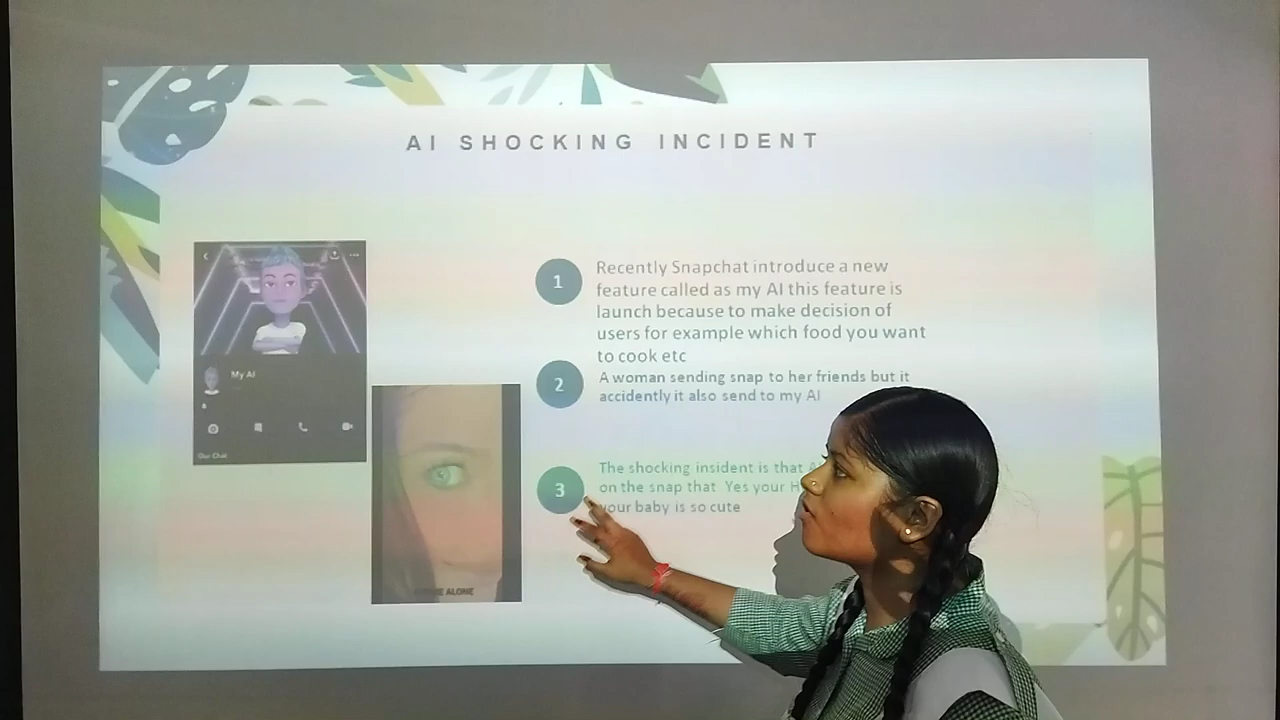 AI SHOCKING INCIDENT
My AI
Our Chat
ALONE
1
Recently Snapchat introduce a new
feature called as my AI this feature is
launch because to make decision of
users for example which food you want
to cook etc
2
A woman sending snap to her friends but it
accidently it also send to my AI
3
The shocking insident is that
on the snap that Yes your
your baby is so cute